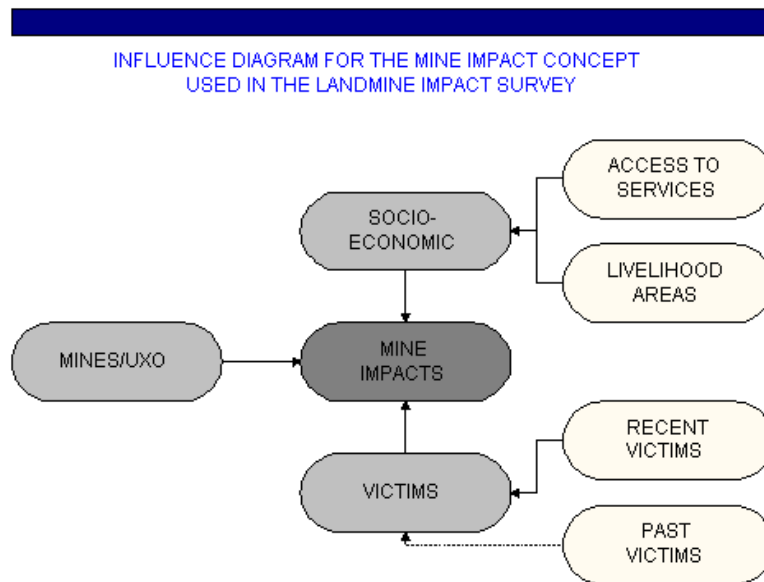 INFLUENCE DIAGRAM FOR THE MINE IMPACT CONCEPT
USED IN THE LANDMINE IMPACT SURVEY
ACCESS TO
SERVICES
SOCIO-
ECONOMIC
LIVELIHOOD
AREAS
MINES/UXO
MINE
IMPACTS
RECENT
VICTIMS
VICTIMS
PAST
VICTIMS